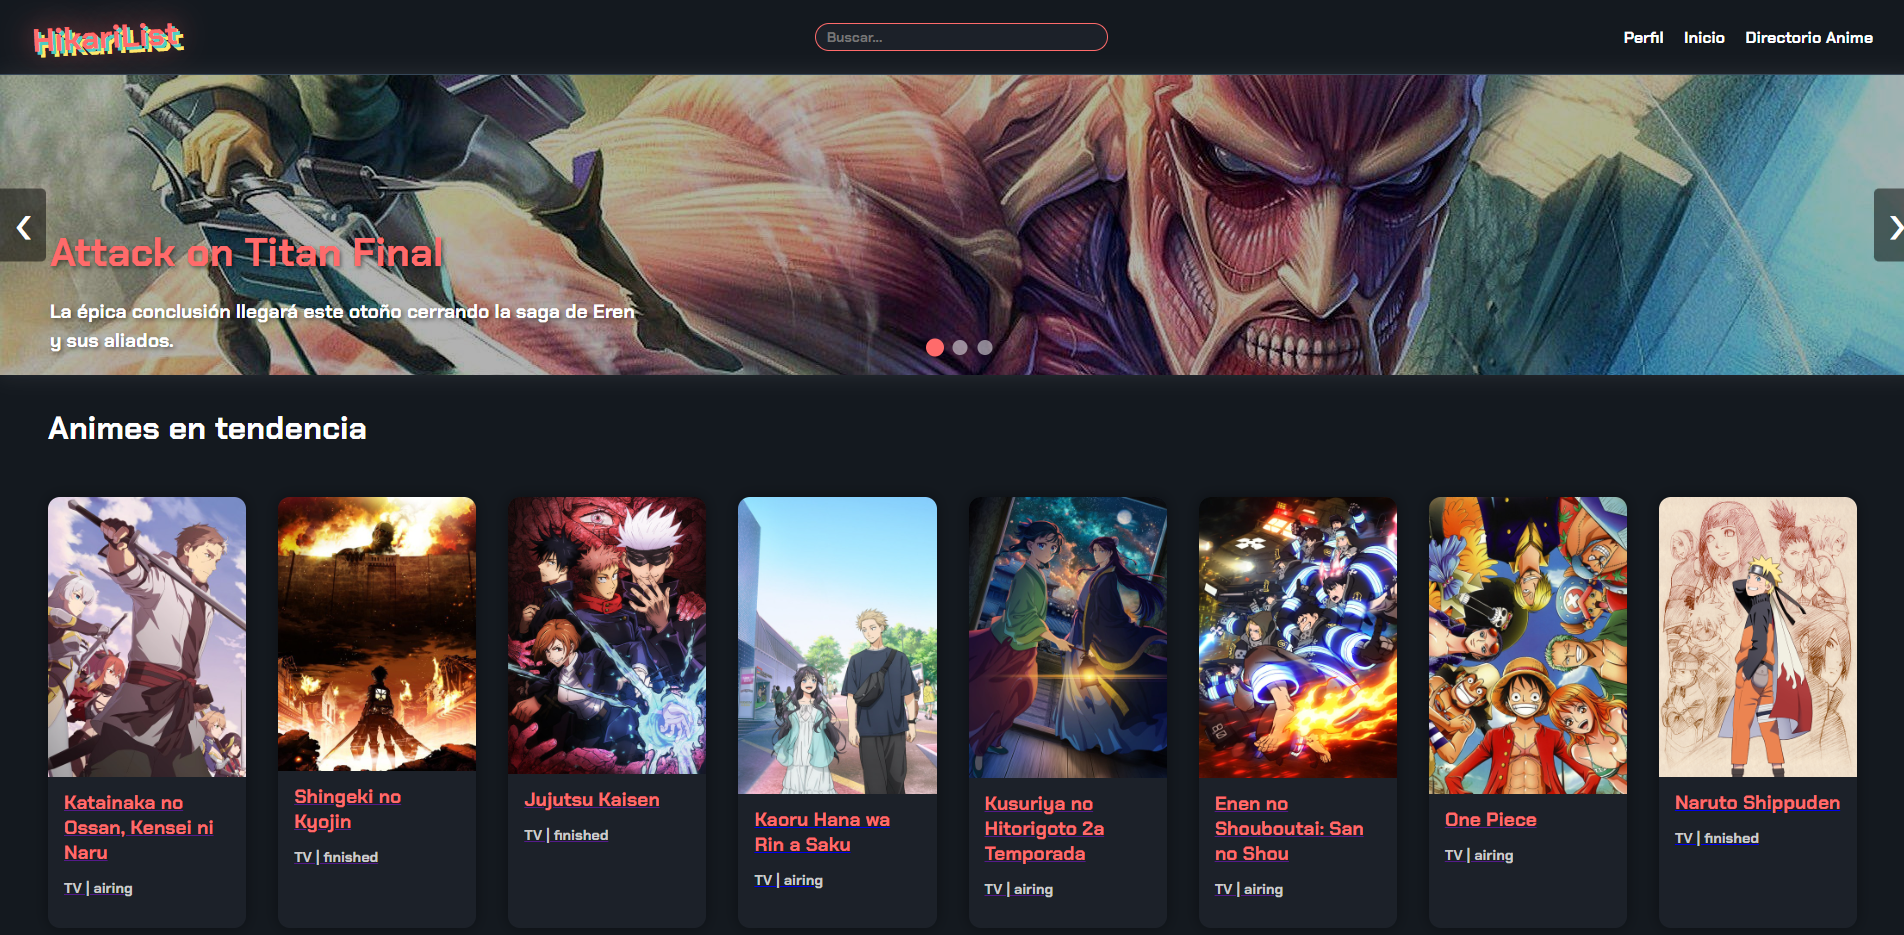 HikariList
Buscar...
Perfil Inicio Directorio Anime
❮
❯
Attack on Titan Final
La épica conclusión llegará este otoño cerrando la saga de Eren
y sus aliados.
Animes en tendencia
Katainaka no
Ossan, Kensei ni
Naru
TV | airing
Shingeki no
Kyojin
TV | finished
Jujutsu Kaisen
TV | finished
Kaoru Hana wa
Rin a Saku
TV | airing
Kusuriya no
Hitorigoto 2a
Temporada
TV | airing
Enen no
Shouboutai: San
no Shou
TV | airing
One Piece
TV | airing
Naruto Shippuden
TV | finished